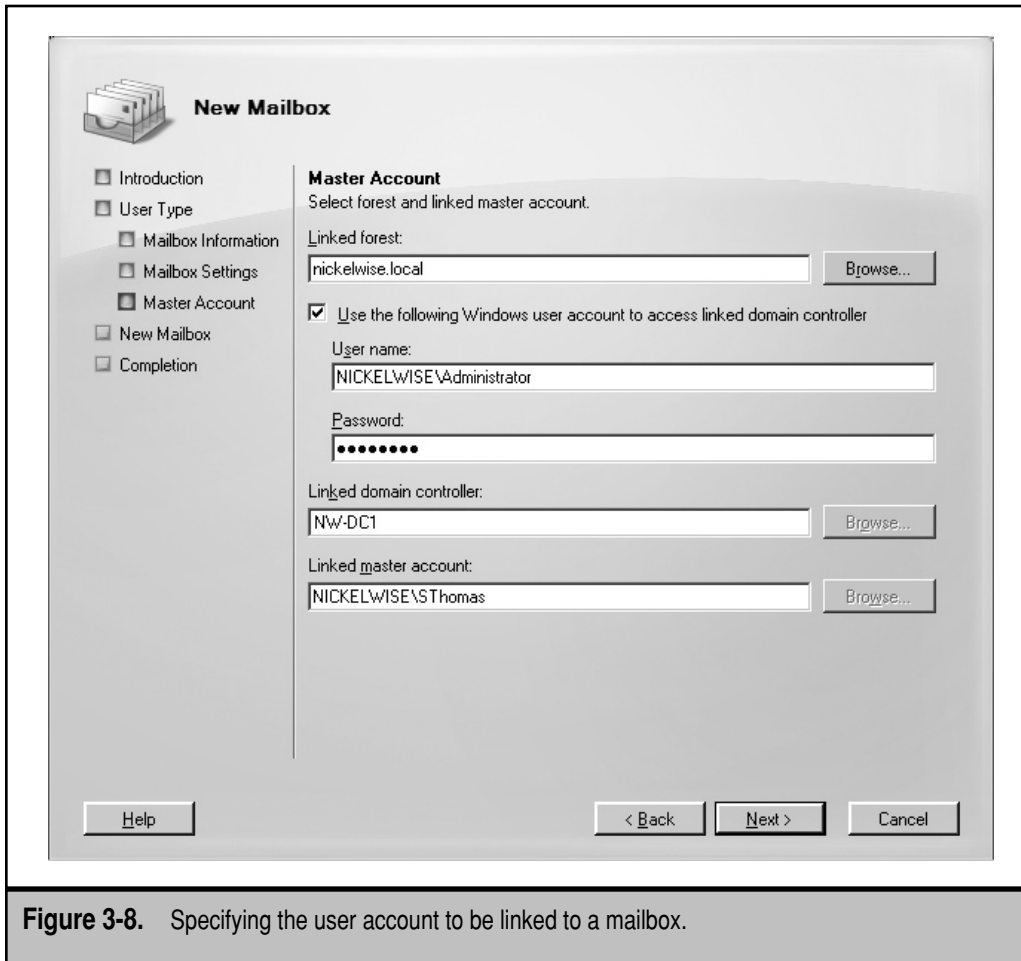 New Mailbox
Introduction
User Type
Mailbox Information
Mailbox Settings
Master Account
New Mailbox
Completion
Master Account
Select forest and linked master account.
Linked forest:
nickelwise.local
Browse...
Use the following Windows user account to access linked domain controller
User name:
NICKELWISE\Administrator
Password:
●●●●●●●●
Linked domain controller:
NW-DC1
Browse...
Linked master account:
NICKELWISE\SThomas
Browse...
Help
< Back
Next >
Cancel
Figure 3-8. Specifying the user account to be linked to a mailbox.